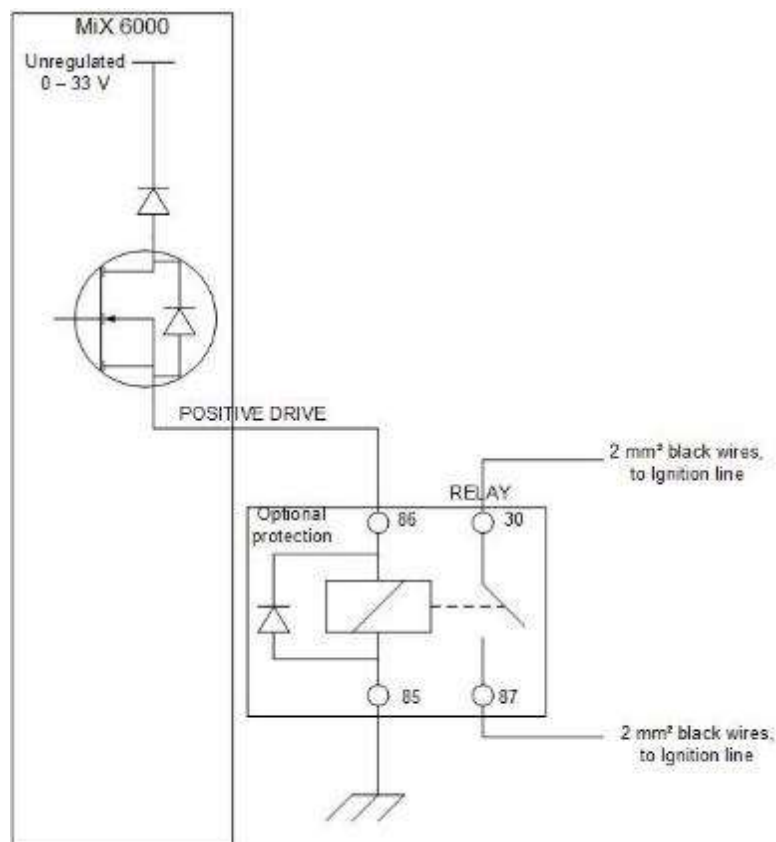 MiX 6000
Unregulated
0 – 33 V
POSITIVE DRIVE
2 mm² black wires,
to Ignition line
RELAY
Optional
protection
86
30
85
87
2 mm² black wires,
to Ignition line